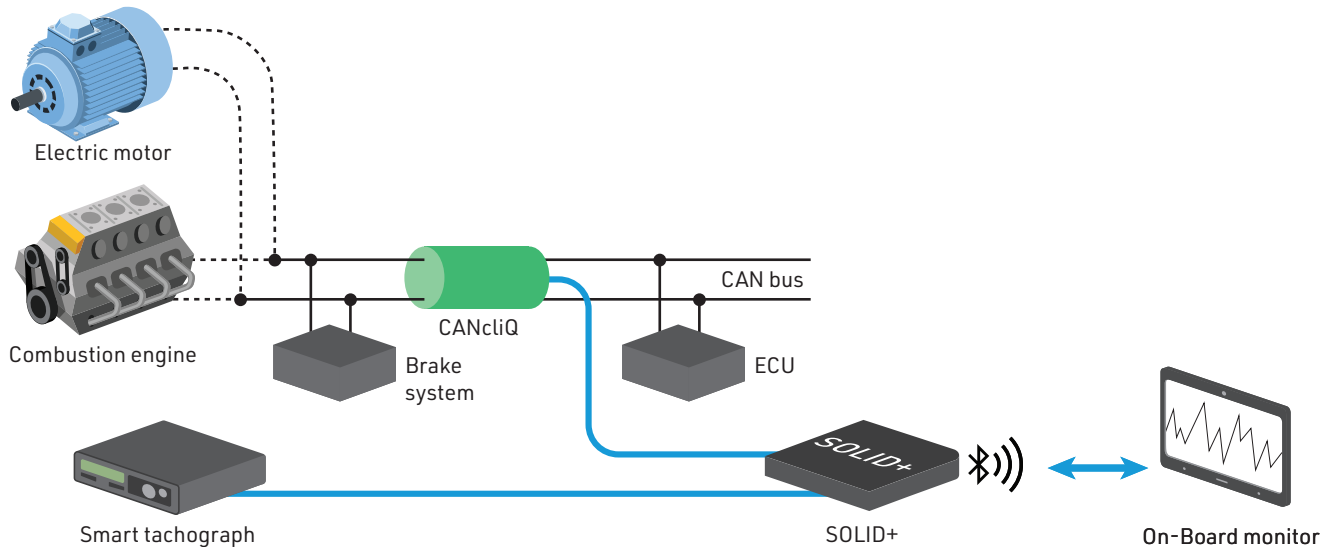 Electric motor
Combustion engine
CAN bus
CANcliQ
Brake
system
ECU
SOLID+
Smart tachograph
SOLID+
On-Board monitor